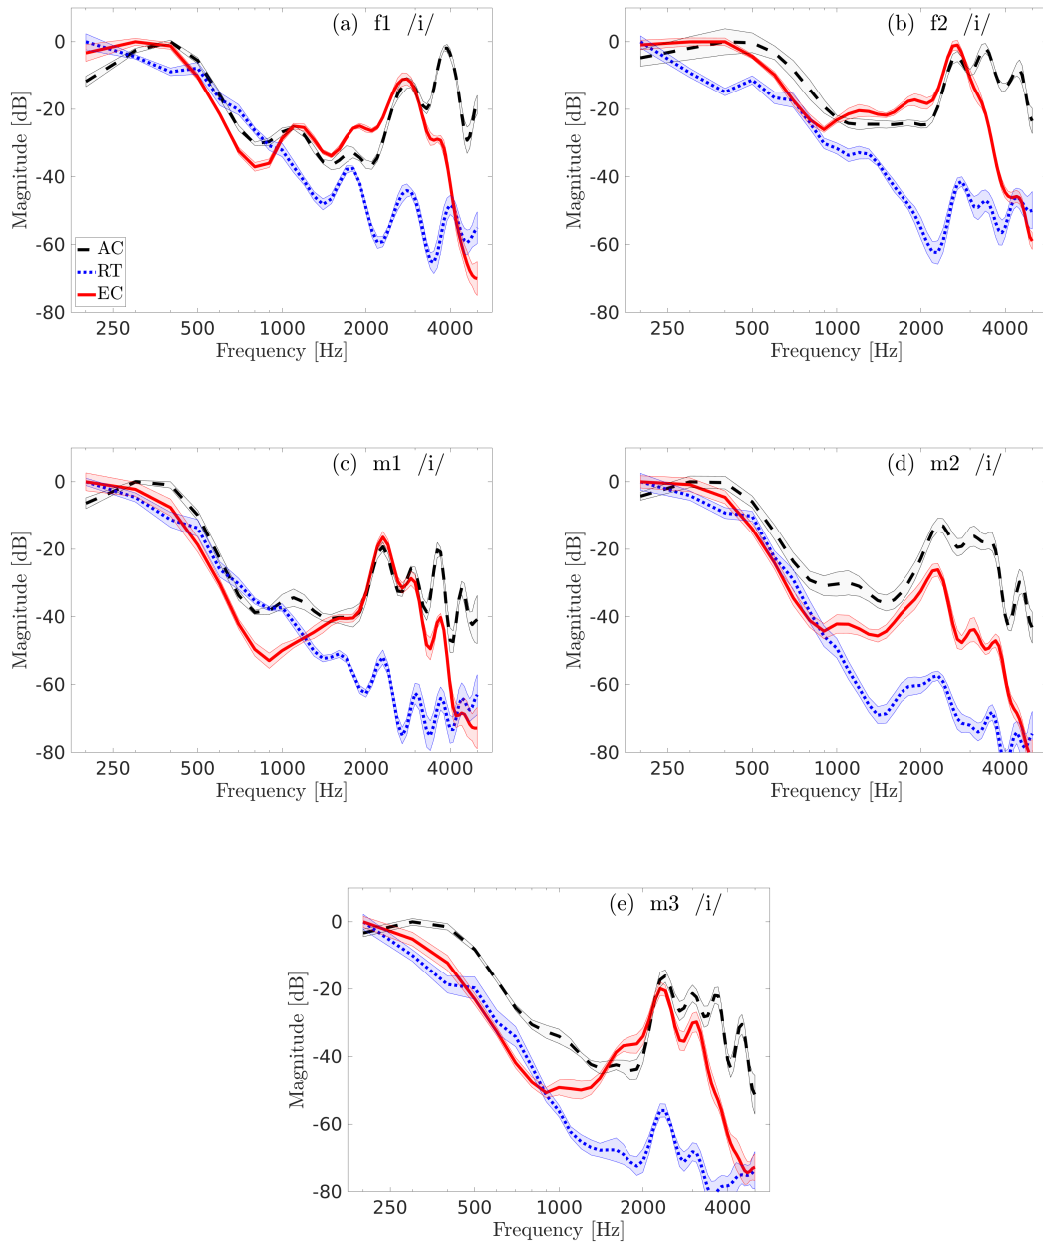 (a) f1 /i/
0
-20
-40
-60
-80
Magnitude [dB]
AC
RT
EC
250 500 1000 2000 4000
Frequency [Hz]
(b) f2 /i/
0
-20
-40
-60
-80
Magnitude [dB]
250 500 1000 2000 4000
Frequency [Hz]
(c) m1 /i/
0
-20
-40
-60
-80
Magnitude [dB]
250 500 1000 2000 4000
Frequency [Hz]
(d) m2 /i/
0
-20
-40
-60
-80
Magnitude [dB]
250 500 1000 2000 4000
Frequency [Hz]
(e) m3 /i/
0
-20
-40
-60
-80
Magnitude [dB]
250 500 1000 2000 4000
Frequency [Hz]